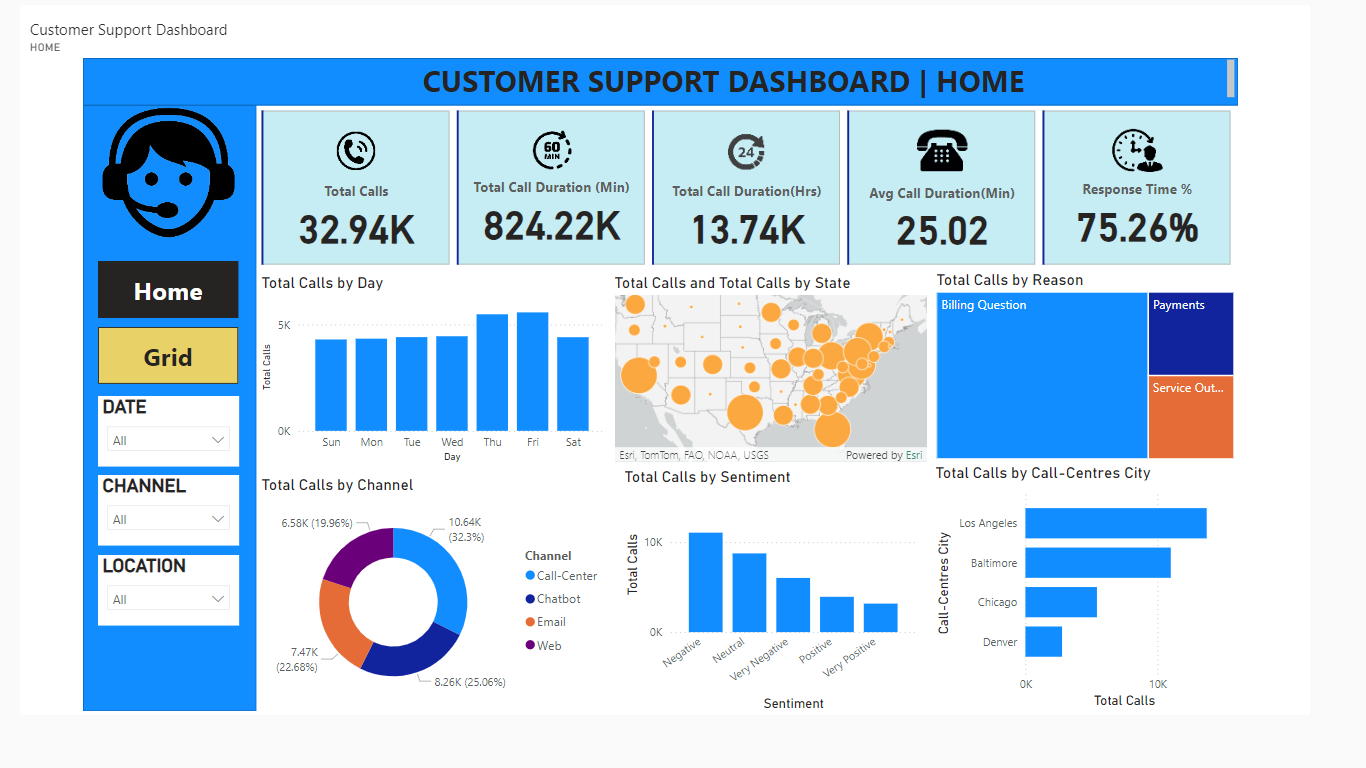 Customer Support Dashboard
HOME
CUSTOMER SUPPORT DASHBOARD | HOME
Home
Grid
DATE
All
CHANNEL
All
LOCATION
All
Total Calls
32.94K
60
MIN
Total Call Duration (Min)
824.22K
24
Total Call Duration(Hrs)
13.74K
Avg Call Duration(Min)
25.02
Response Time %
75.26%
Total Calls by Day
Total Calls
5K
0K
Sun Mon Tue Wed Thu Fri Sat
Day
Total Calls and Total Calls by State
Esri, TomTom, FAO, NOAA, USGS
Powered by Esri
Total Calls by Reason
Billing Question
Payments
Service Out...
Total Calls by Channel
6.58K (19.96%)
10.64K
(32.3%)
7.47K
(22.68%)
8.26K (25.06%)
Channel
Call-Center
Chatbot
Email
Web
Total Calls by Sentiment
Total Calls
10K
0K
Negative Neutral Very Negative Positive Very Positive
Sentiment
Total Calls by Call-Centres City
Call-Centres City
Los Angeles
Baltimore
Chicago
Denver
0K 10K
Total Calls